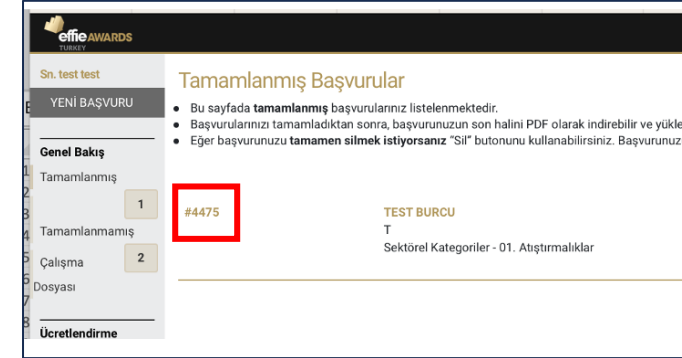 effie AWARDS
TURKEY
Sn. test test
YENİ BAŞVURU
Genel Bakış
Tamamlanmış
1
Tamamlanmamış
2
Çalışma
Dosyası
Ücretlendirme
Tamamlanmış Başvurular
Bu sayfada tamamlanmış başvurularınız listelenmektedir.
Başvurularınızı tamamladıktan sonra, başvurunuzun son halini PDF olarak indirebilir ve yükle
Eğer başvurunuzu tamamen silmek istiyorsanız "Sil" butonunu kullanabilirsiniz. Başvurunuz
#4475
TEST BURCU
T
Sektörel Kategoriler - 01. Atıştırmalıklar